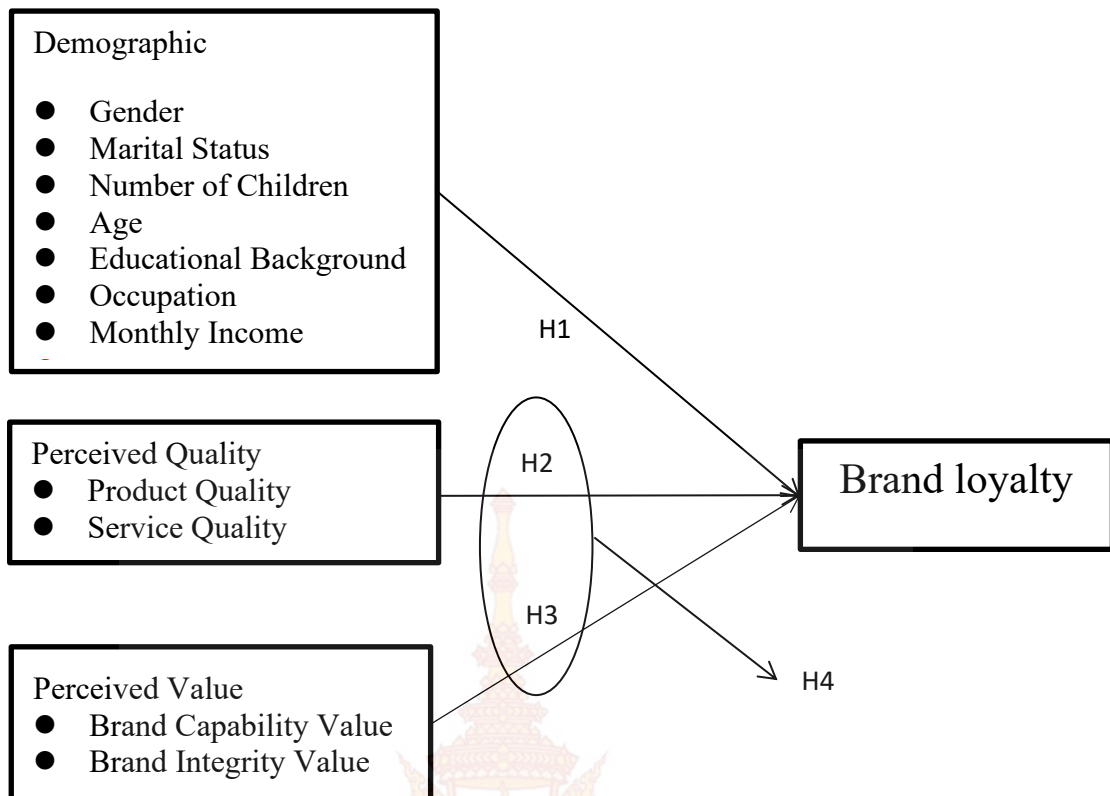 Demographic
● Gender
● Marital Status
● Number of Children
● Age
● Educational Background
● Occupation
● Monthly Income
H1
Perceived Quality
● Product Quality
● Service Quality
H2
Brand loyalty
H3
H4
Perceived Value
● Brand Capability Value
● Brand Integrity Value